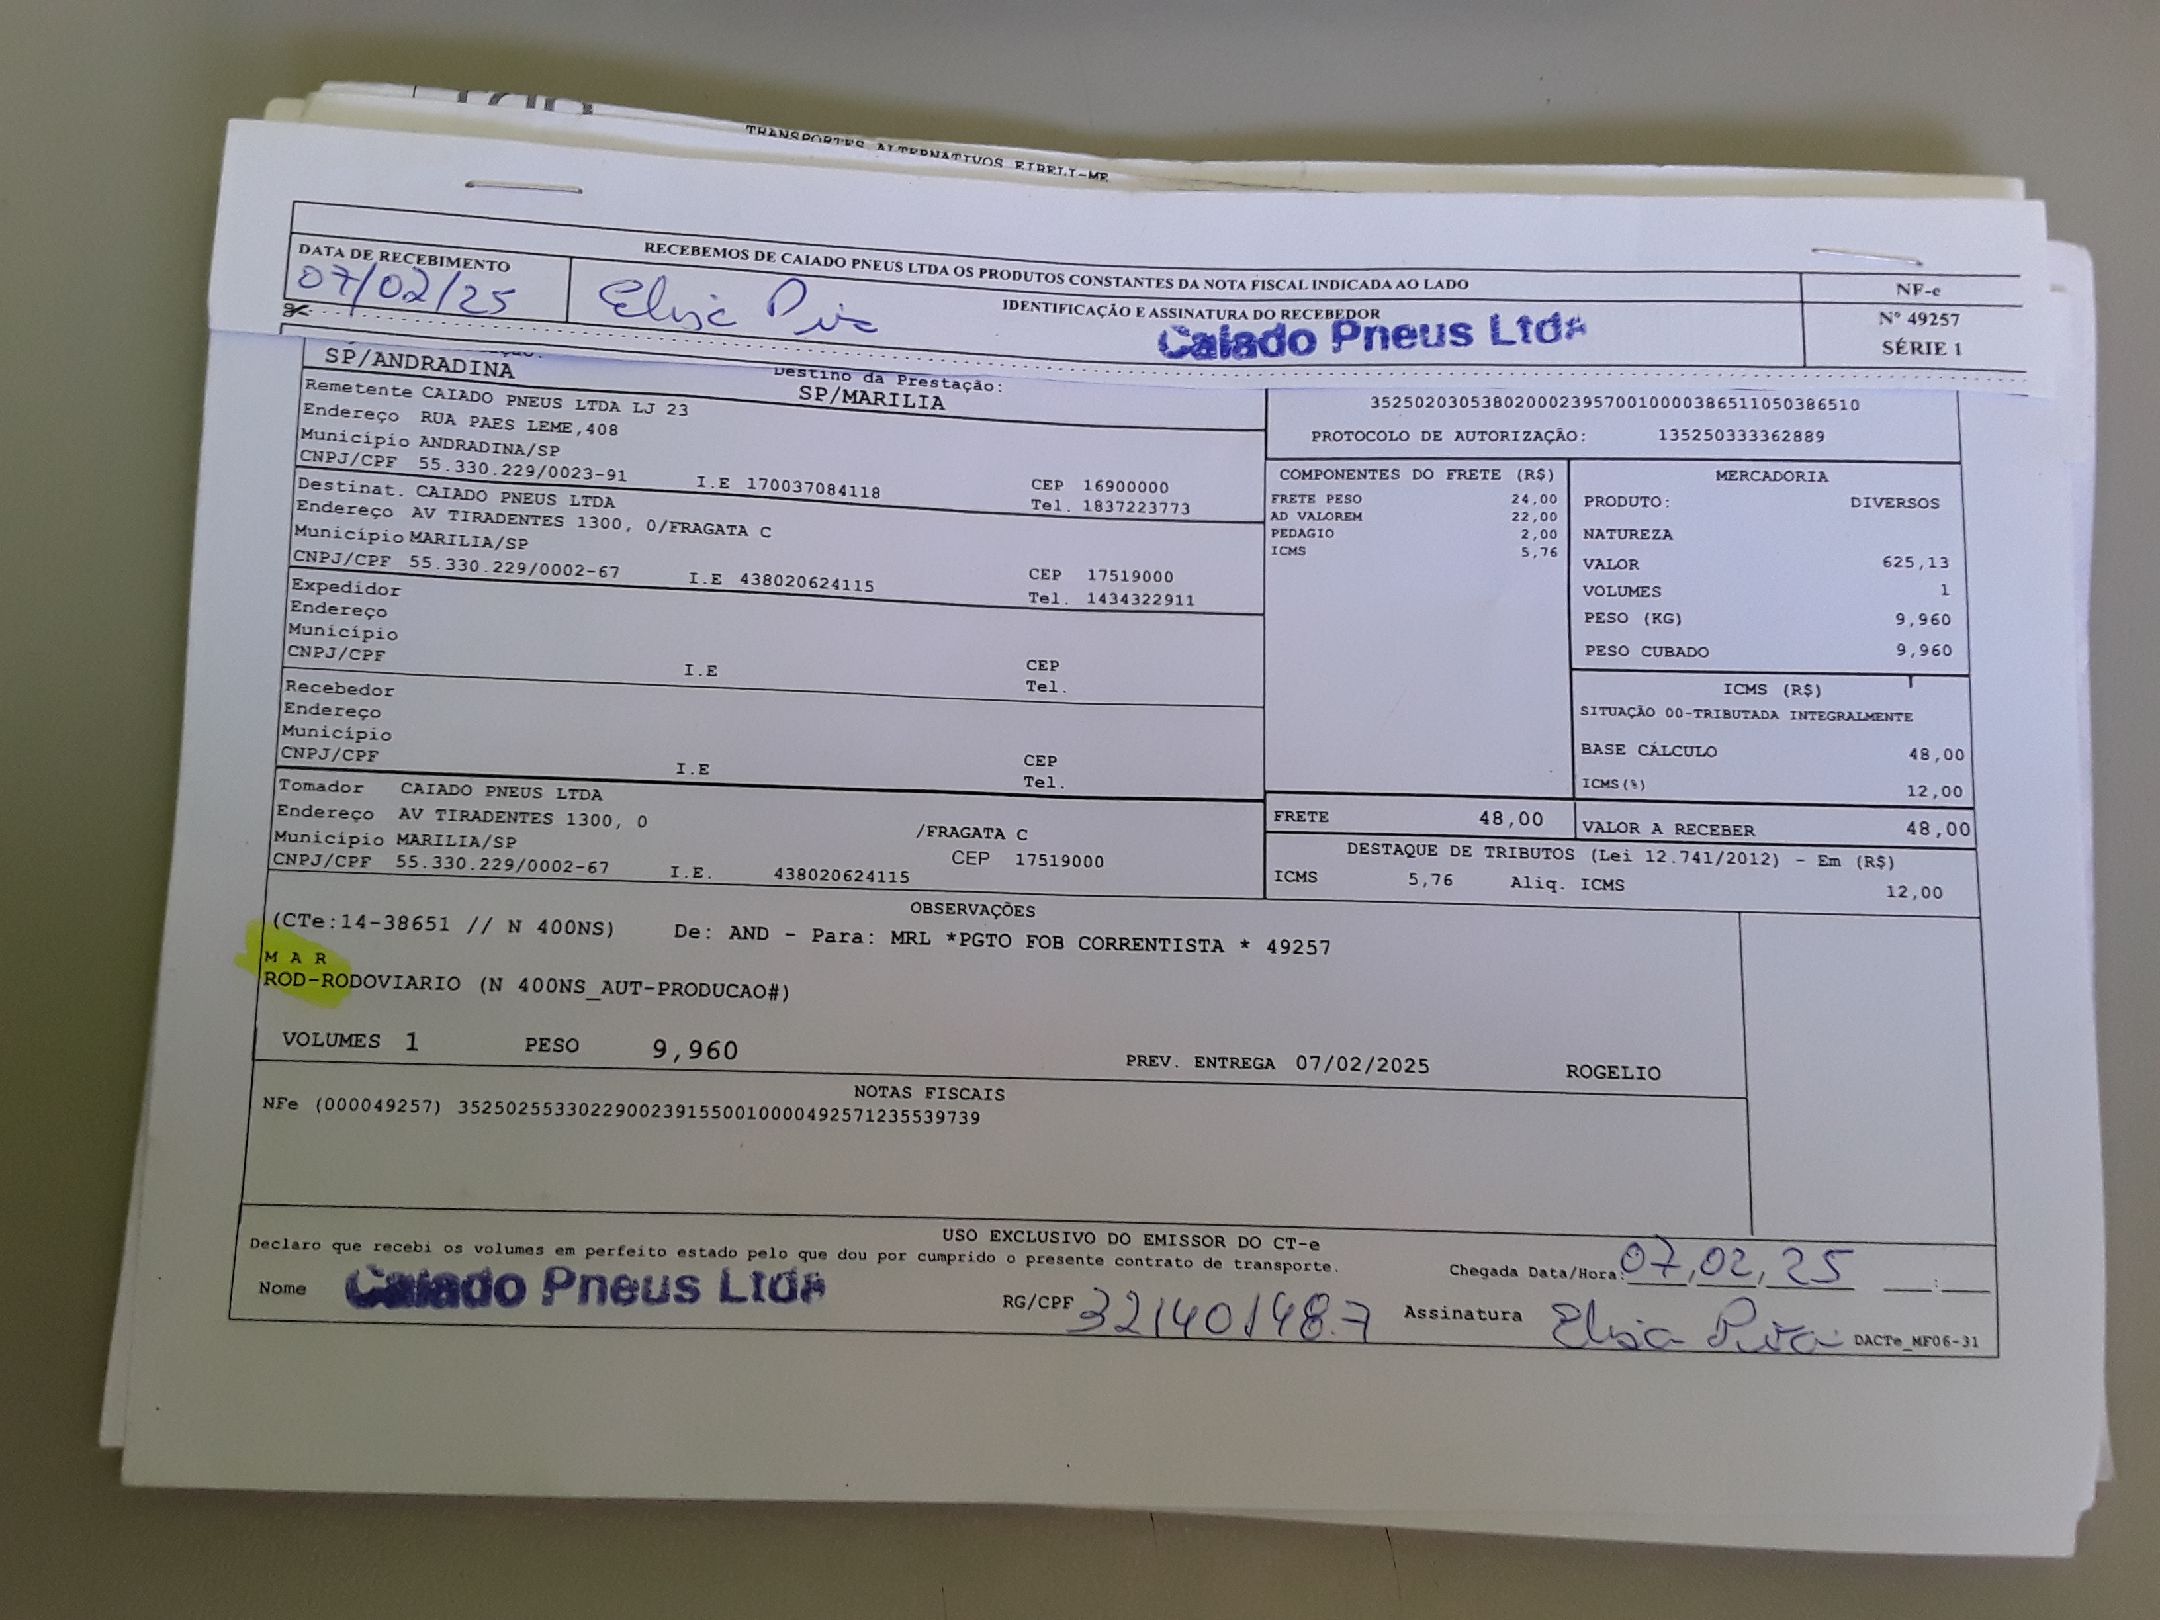 TRANSPORTES ALTERNATIVOS EIRELI-ME
RECEBEMOS DE CAIADO PNEUS LTDA OS PRODUTOS CONSTANTES DA NOTA FISCAL INDICADA AO LADO
DATA DE RECEBIMENTO
07/02/25
IDENTIFICAÇÃO E ASSINATURA DO RECEBEDOR
Elisa Piva
Caiado Pneus Ltda
NF-e
Nº 49257
SÉRIE 1
SP/ANDRADINA
Destino da Prestação:
SP/MARILIA
Remetente CAIADO PNEUS LTDA LJ 23
Endereço RUA PAES LEME,408
Município ANDRADINA/SP
CNPJ/CPF 55.330.229/0023-91 I.E 170037084118 CEP 16900000
Tel. 1837223773
Destinat. CAIADO PNEUS LTDA
Endereço AV TIRADENTES 1300, 0/FRAGATA C
Município MARILIA/SP
CNPJ/CPF 55.330.229/0002-67 I.E 438020624115 CEP 17519000
Tel. 1434322911
Expedidor
Endereço
Município
CNPJ/CPF I.E CEP
Tel.
Recebedor
Endereço
Município
CNPJ/CPF I.E CEP
Tel.
Tomador CAIADO PNEUS LTDA
Endereço AV TIRADENTES 1300, 0 /FRAGATA C
Município MARILIA/SP CEP 17519000
CNPJ/CPF 55.330.229/0002-67 I.E. 438020624115
35250203053802000239570010000386511050386510
PROTOCOLO DE AUTORIZAÇÃO: 135250333362889
COMPONENTES DO FRETE (R$)
FRETE PESO 24,00
AD VALOREM 22,00
PEDAGIO 2,00
ICMS 5,76
MERCADORIA
PRODUTO: DIVERSOS
NATUREZA
VALOR 625,13
VOLUMES 1
PESO (KG) 9,960
PESO CUBADO 9,960
ICMS (R$)
SITUAÇÃO 00-TRIBUTADA INTEGRALMENTE
BASE CÁLCULO 48,00
ICMS(%) 12,00
FRETE 48,00 VALOR A RECEBER 48,00
DESTAQUE DE TRIBUTOS (Lei 12.741/2012) - Em (R$)
ICMS 5,76 Aliq. ICMS 12,00
OBSERVAÇÕES
(CTe:14-38651 // N 400NS) De: AND - Para: MRL *PGTO FOB CORRENTISTA * 49257
M A R
ROD-RODOVIARIO (N 400NS_AUT-PRODUCAO#)
VOLUMES 1 PESO 9,960 PREV. ENTREGA 07/02/2025 ROGELIO
NOTAS FISCAIS
NFe (000049257) 35250255330229002391550010000492571235539739
USO EXCLUSIVO DO EMISSOR DO CT-e
Declaro que recebi os volumes em perfeito estado pelo que dou por cumprido o presente contrato de transporte.
Chegada Data/Hora: 07,02,25 :
Nome Caiado Pneus Ltda RG/CPF 32140148.7 Assinatura Elisa Piva DACTe_MF06-31